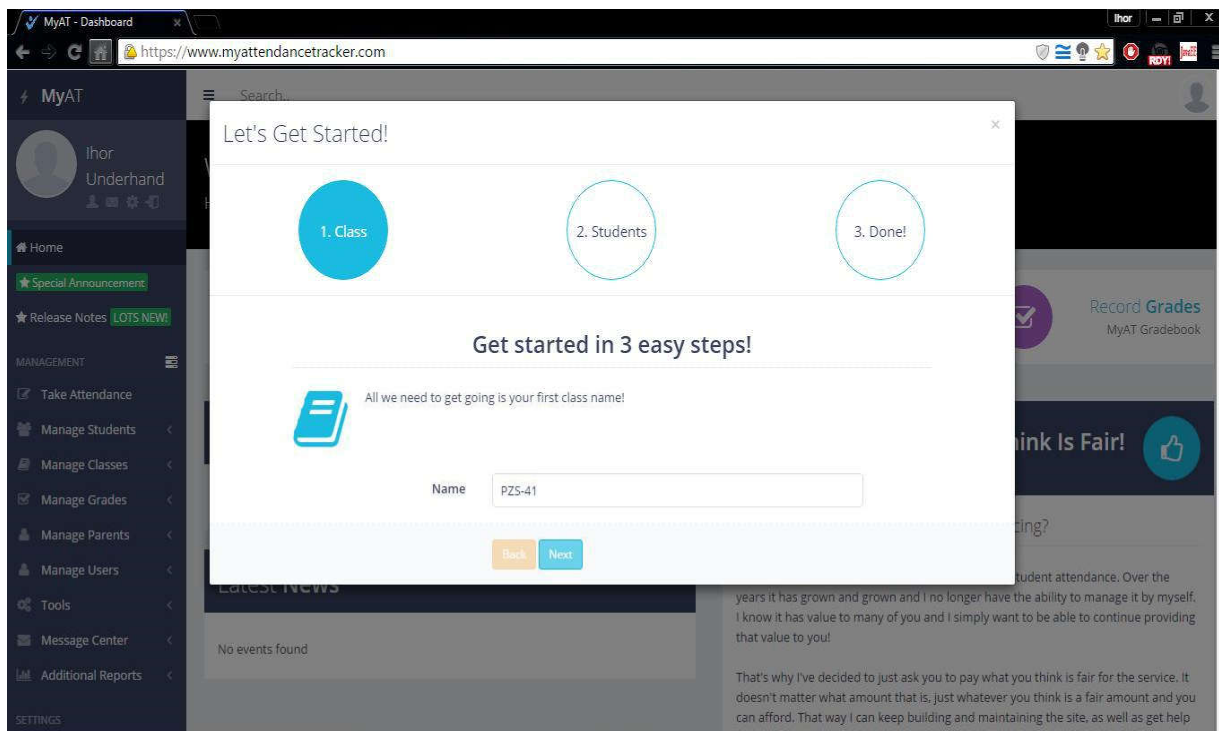 MyAT - Dashboard
Ihor
https://www.myattendancetracker.com
RDY!
MyAT
Search..
Let's Get Started!
Ihor
Underhand
1. Class
2. Students
3. Done!
Home
Special Announcement
Release Notes LOTS NEW!
Record Grades
MyAT Gradebook
Get started in 3 easy steps!
MANAGEMENT
Take Attendance
All we need to get going is your first class name!
Manage Students
Manage Classes
Manage Grades
Manage Parents
Manage Users
Tools
Message Center
Additional Reports
SETTINGS
Is Fair!
Name
PZS-41
Back
Next
Latest News
No events found
student attendance. Over the
years it has grown and grown and I no longer have the ability to manage it by myself.
I know it has value to many of you and I simply want to be able to continue providing
that value to you!
That's why I've decided to just ask you to pay what you think is fair for the service. It
doesn't matter what amount that is, just whatever you think is a fair amount and you
can afford. That way I can keep building and maintaining the site, as well as get help